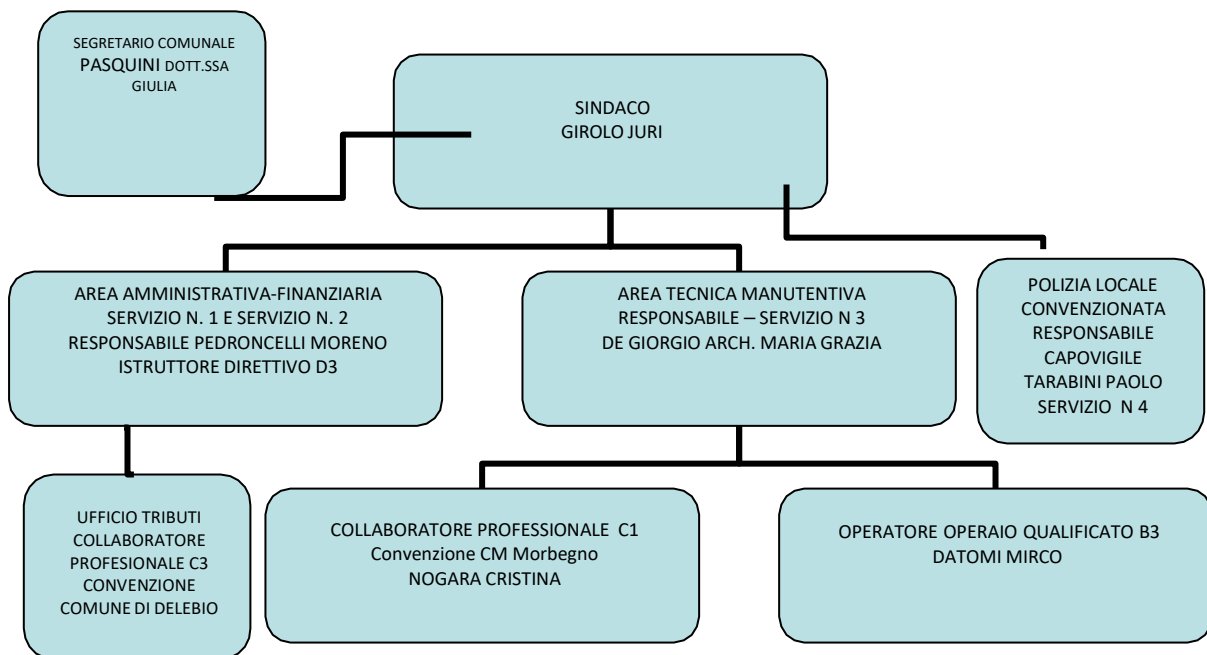 SEGRETARIO COMUNALE
PASQUINI DOTT.SSA
GIULIA
SINDACO
GIROLO JURI
AREA AMMINISTRATIVA-FINANZIARIA
SERVIZIO N. 1 E SERVIZIO N. 2
RESPONSABILE PEDRONCELLI MORENO
ISTRUTTORE DIRETTIVO D3
AREA TECNICA MANUTENTIVA
RESPONSABILE – SERVIZIO N 3
DE GIORGIO ARCH. MARIA GRAZIA
POLIZIA LOCALE
CONVENZIONATA
RESPONSABILE
CAPOVIGILE
TARABINI PAOLO
SERVIZIO N 4
UFFICIO TRIBUTI
COLLABORATORE
PROFESIONALE C3
CONVENZIONE
COMUNE DI DELEBIO
COLLABORATORE PROFESSIONALE C1
Convenzione CM Morbegno
NOGARA CRISTINA
OPERATORE OPERAIO QUALIFICATO B3
DATOMI MIRCO